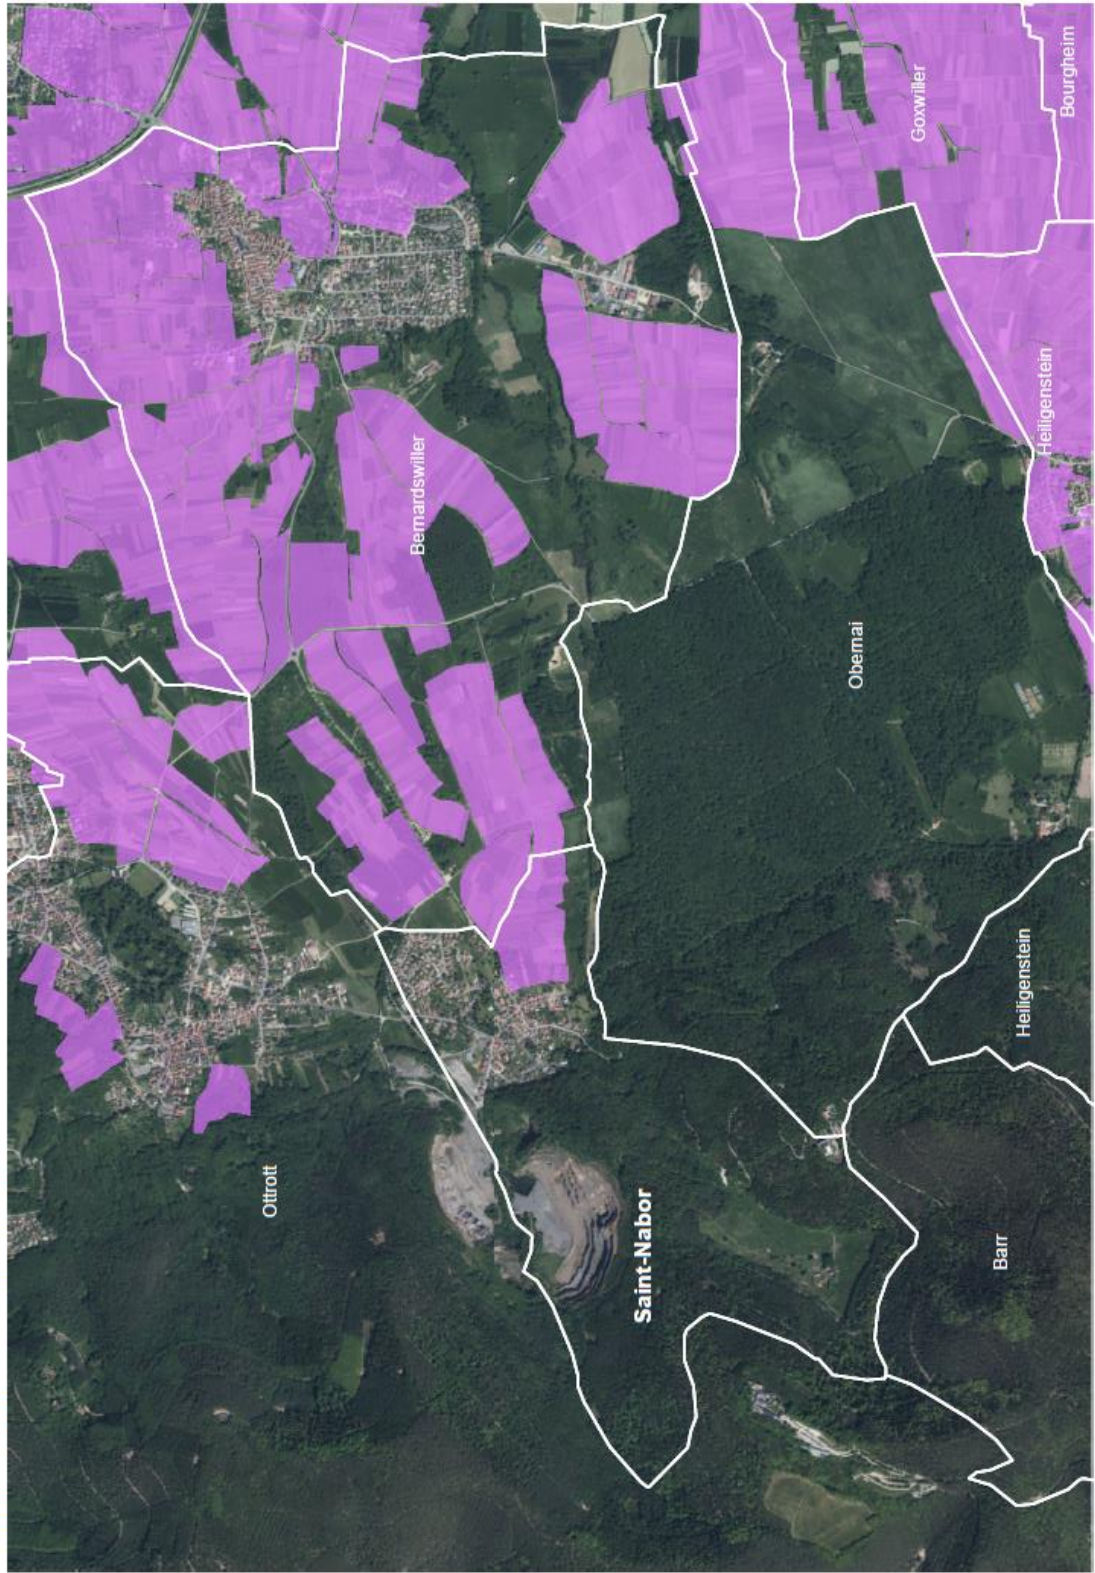 Ottrott
Bernardswiller
Saint-Nabor
Obernai
Goxwiller
Barr
Heiligenstein
Heiligenstein
Bourgheim